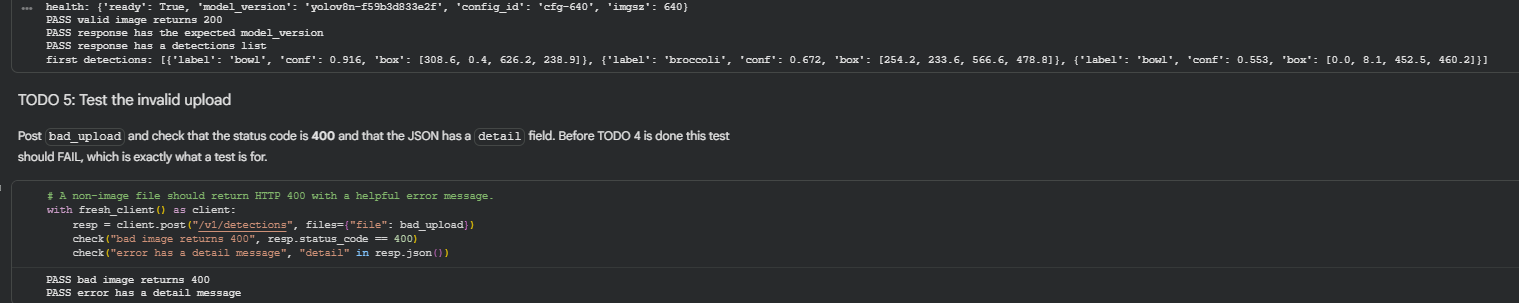 health: {'ready': True, 'model_version': 'yolov8n-f59b3d833e2f', 'config_id': 'cfg-640', 'imgsz': 640}
PASS valid image returns 200
PASS response has the expected model_version
PASS response has a detections list
first detections: [{'label': 'bowl', 'conf': 0.916, 'box': [308.6, 0.4, 626.2, 238.9]}, {'label': 'broccoli', 'conf': 0.672, 'box': [254.2, 233.6, 566.6, 478.8]}, {'label': 'bowl', 'conf': 0.553, 'box': [0.0, 8.1, 452.5, 460.2]}]
TODO 5: Test the invalid upload
Post bad_upload and check that the status code is 400 and that the JSON has a detail field. Before TODO 4 is done this test
should FAIL, which is exactly what a test is for.
# A non-image file should return HTTP 400 with a helpful error message.
with fresh_client() as client:
    resp = client.post("/v1/detections", files={"file": bad_upload})
    check("bad image returns 400", resp.status_code == 400)
    check("error has a detail message", "detail" in resp.json())
PASS bad image returns 400
PASS error has a detail message